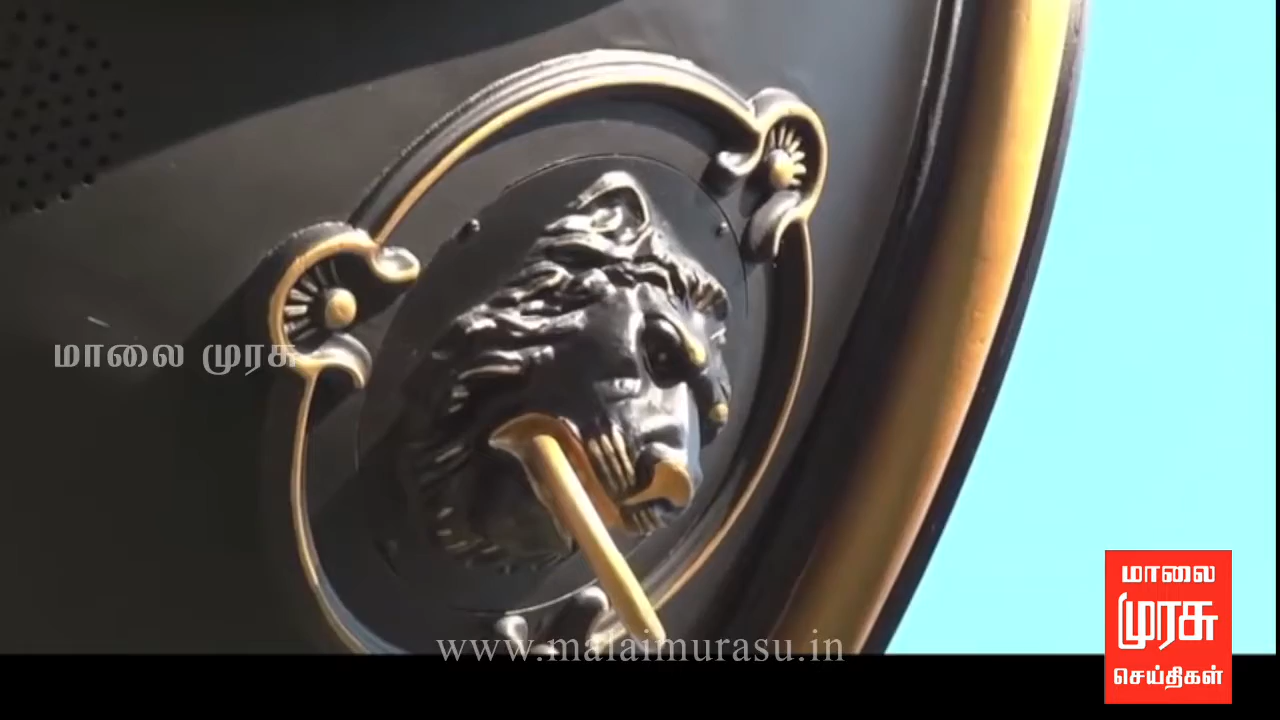 மாலை முரசு
www.malaimurasu.in
மாலை
முரசு
செய்திகள்